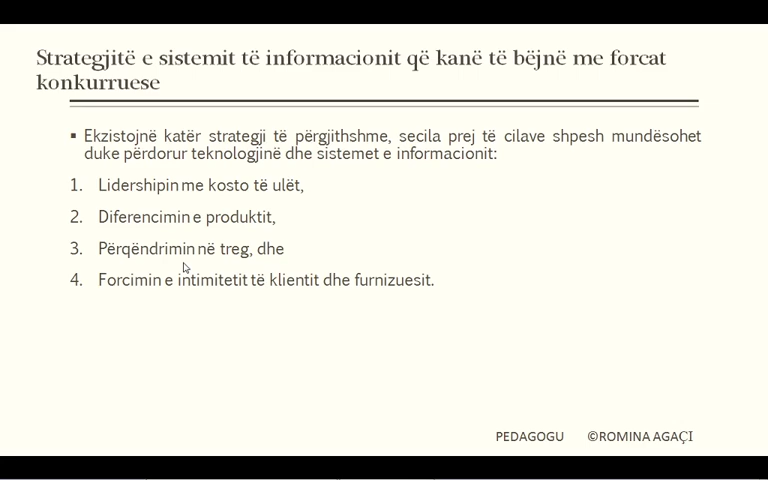 Strategjitë e sistemit të informacionit që kanë të bëjnë me forcat
konkurruese
▪ Ekzistojnë katër strategji të përgjithshme, secila prej të cilave shpesh mundësohet
duke përdorur teknologjinë dhe sistemet e informacionit:
1. Lidershipin me kosto të ulët,
2. Diferencimin e produktit,
3. Përqëndrimin në treg, dhe
4. Forcimin e intimitetit të klientit dhe furnizuesit.
PEDAGOGU ©ROMINA AGAÇI